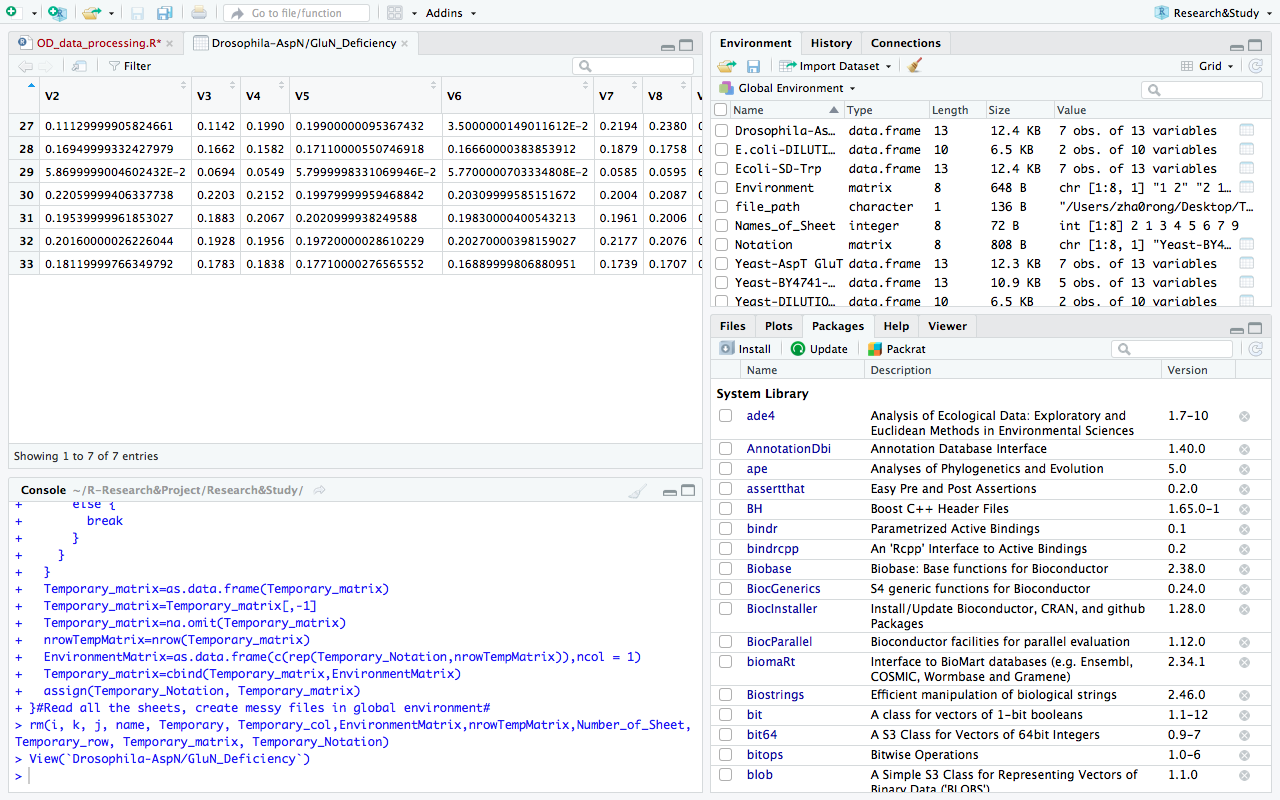 Go to file/function
Addins
Research&Study
OD_data_processing.R*
Drosophila-AspN/GluN_Deficiency
Filter
V2 V3 V4 V5 V6 V7 V8
27 0.11129999905824661 0.1142 0.1990 0.19900000095367432 3.5000000149011612E-2 0.2194 0.2380
28 0.16949999332427979 0.1662 0.1582 0.17110000550746918 0.16660000383853912 0.1879 0.1758
29 5.8699999004602432E-2 0.0694 0.0549 5.7999998331069946E-2 5.7700000703334808E-2 0.0585 0.0595
30 0.22059999406337738 0.2203 0.2152 0.19979999959468842 0.20309999585151672 0.2004 0.2087
31 0.19539999961853027 0.1883 0.2067 0.2020999938249588 0.19830000400543213 0.1961 0.2006
32 0.20160000026226044 0.1928 0.1956 0.19720000028610229 0.20270000398159027 0.2177 0.2076
33 0.18119999766349792 0.1783 0.1838 0.17710000276565552 0.16889999806880951 0.1739 0.1707
Showing 1 to 7 of 7 entries
Console ~/R-Research&Project/Research&Study/
+ else {
+ break
+ }
+ }
+ }
+ Temporary_matrix=as.data.frame(Temporary_matrix)
+ Temporary_matrix=Temporary_matrix[,-1]
+ Temporary_matrix=na.omit(Temporary_matrix)
+ nrowTempMatrix=nrow(Temporary_matrix)
+ EnvironmentMatrix=as.data.frame(c(rep(Temporary_Notation,nrowTempMatrix)),ncol = 1)
+ Temporary_matrix=cbind(Temporary_matrix,EnvironmentMatrix)
+ assign(Temporary_Notation, Temporary_matrix)
+ }#Read all the sheets, create messy files in global environment#
> rm(i, k, j, name, Temporary, Temporary_col,EnvironmentMatrix,nrowTempMatrix,Number_of_Sheet,
Temporary_row, Temporary_matrix, Temporary_Notation)
> View(`Drosophila-AspN/GluN_Deficiency`)
>
Environment History Connections
Import Dataset Grid
Global Environment
Name Type Length Size Value
Drosophila-As… data.frame 13 12.4 KB 7 obs. of 13 variables
E.coli-DILUTI… data.frame 10 6.5 KB 2 obs. of 10 variables
Ecoli-SD-Trp data.frame 13 12.4 KB 7 obs. of 13 variables
Environment matrix 8 648 B chr [1:8, 1] "1 2" "2 1…
file_path character 1 136 B "/Users/zha0rong/Desktop/T…
Names_of_Sheet integer 8 72 B int [1:8] 2 1 3 4 5 6 7 9
Notation matrix 8 808 B chr [1:8, 1] "Yeast-BY4…
Yeast-AspT GluT data.frame 13 12.3 KB 7 obs. of 13 variables
Yeast-BY4741-… data.frame 13 10.9 KB 5 obs. of 13 variables
Yeast-DILUTIO… data.frame 10 6.5 KB 2 obs. of 10 variables
Files Plots Packages Help Viewer
Install Update Packrat
Name Description Version
System Library
ade4 Analysis of Ecological Data: Exploratory and 1.7-10
Euclidean Methods in Environmental Sciences
AnnotationDbi Annotation Database Interface 1.40.0
ape Analyses of Phylogenetics and Evolution 5.0
assertthat Easy Pre and Post Assertions 0.2.0
BH Boost C++ Header Files 1.65.0-1
bindr Parametrized Active Bindings 0.1
bindrcpp An 'Rcpp' Interface to Active Bindings 0.2
Biobase Biobase: Base functions for Bioconductor 2.38.0
BiocGenerics S4 generic functions for Bioconductor 0.24.0
BiocInstaller Install/Update Bioconductor, CRAN, and github 1.28.0
Packages
BiocParallel Bioconductor facilities for parallel evaluation 1.12.0
biomaRt Interface to BioMart databases (e.g. Ensembl, 2.34.1
COSMIC, Wormbase and Gramene)
Biostrings Efficient manipulation of biological strings 2.46.0
bit A class for vectors of 1-bit booleans 1.1-12
bit64 A S3 Class for Vectors of 64bit Integers 0.9-7
bitops Bitwise Operations 1.0-6
blob A Simple S3 Class for Representing Vectors of 1.1.0
Binary Data ('BLOBS')